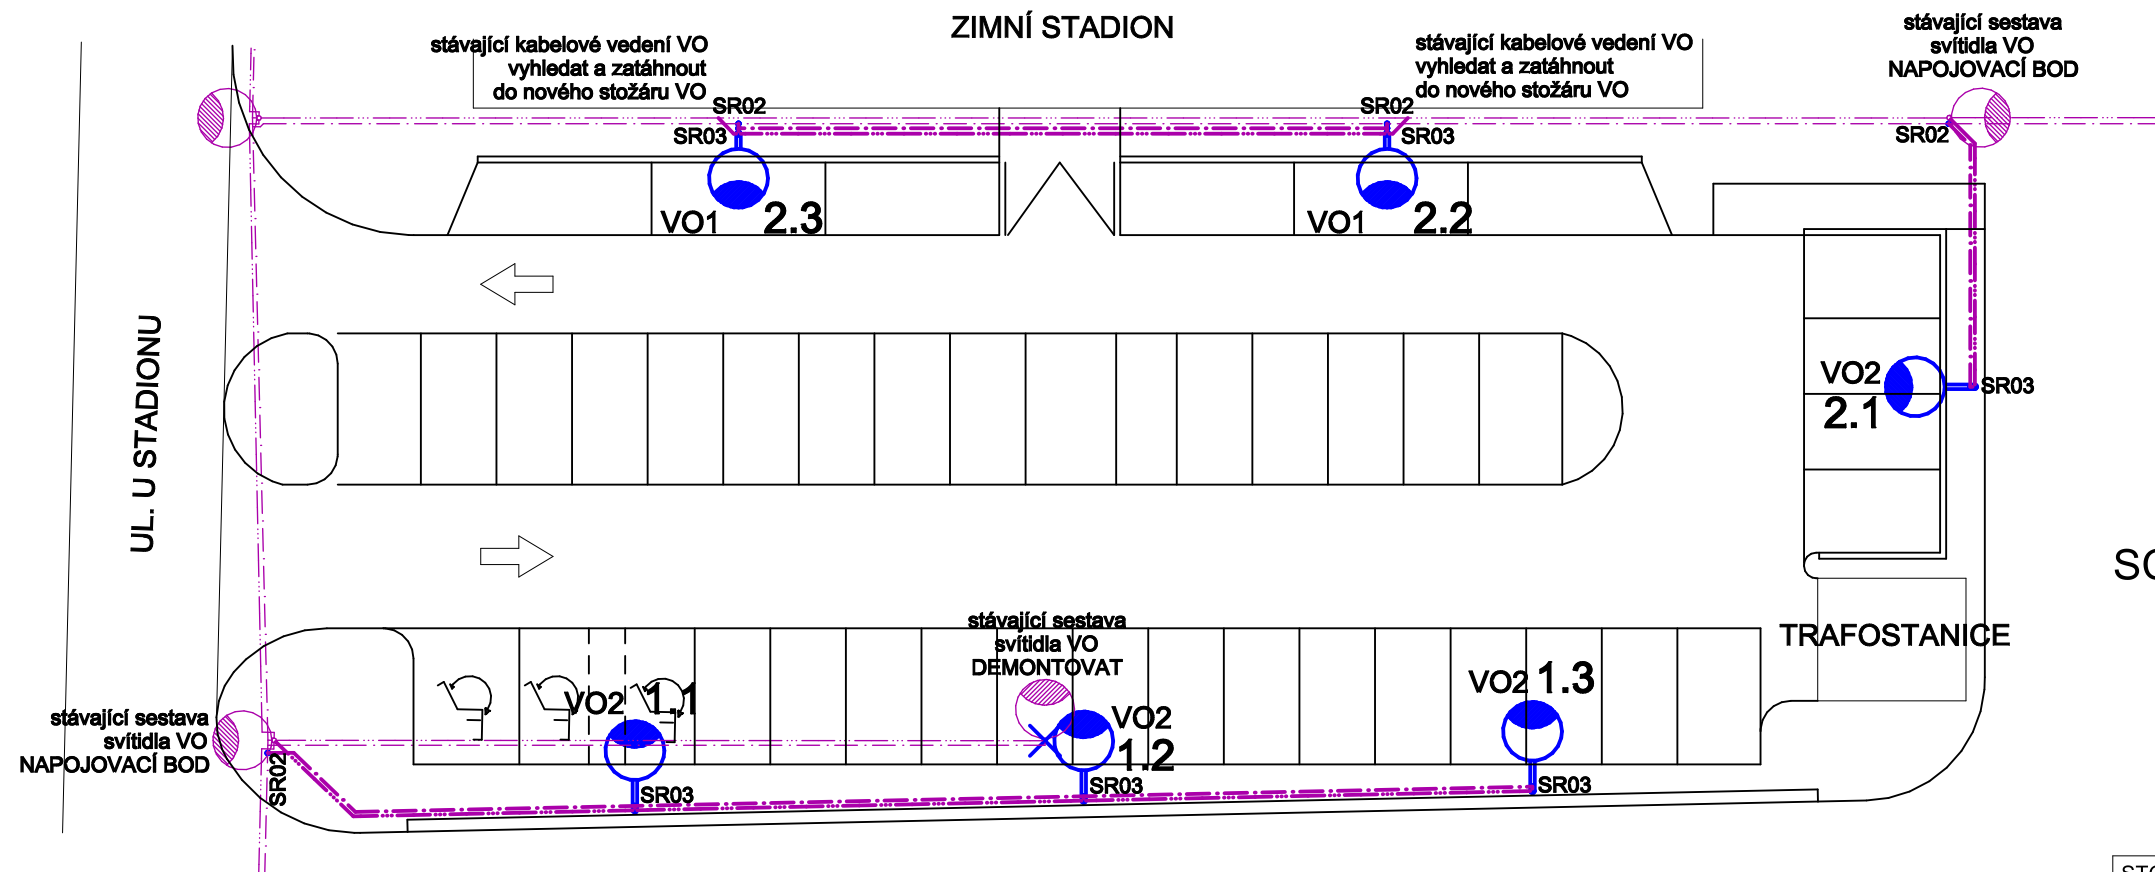 ZIMNÍ STADION
stávající kabelové vedení VO
vyhledat a zatáhnout
do nového stožáru VO
stávající kabelové vedení VO
vyhledat a zatáhnout
do nového stožáru VO
stávající sestava
svítidla VO
NAPOJOVACÍ BOD
SR02
SR03
SR02
SR03
SR02
VO1 2.3
VO1 2.2
UL. U STADIONU
VO2
2.1
SR03
SO
TRAFOSTANICE
stávající sestava
svítidla VO
DEMONTOVAT
VO2 1.1
VO2
1.2
VO2 1.3
stávající sestava
svítidla VO
NAPOJOVACÍ BOD
SR02
SR03
SR03
SR03